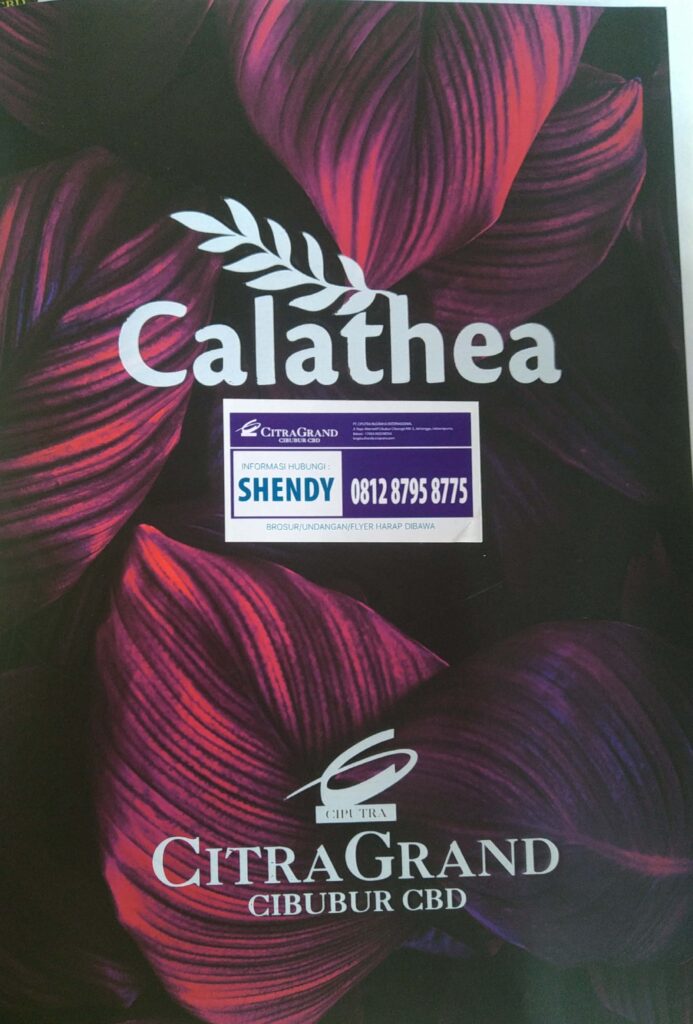 Calathea
CITRAGRAND
CIBUBUR CBD
INFORMASI HUBUNGI :
SHENDY
0812 8795 8775
BROSUR/UNDANGAN/FLYER HARAP DIBAWA
CIPUTRA
CITRAGRAND
CIBUBUR CBD